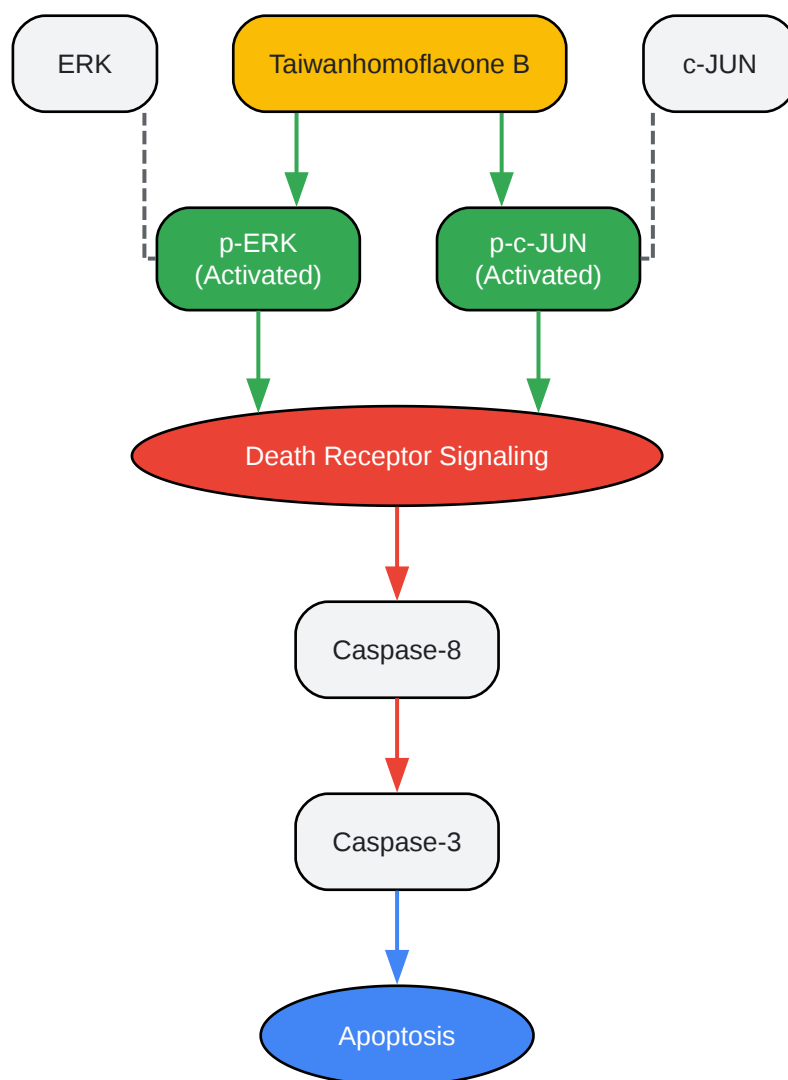 ERK
Taiwanhomoflavone B
c-JUN
p-ERK
(Activated)
p-c-JUN
(Activated)
Death Receptor Signaling
Caspase-8
Caspase-3
Apoptosis